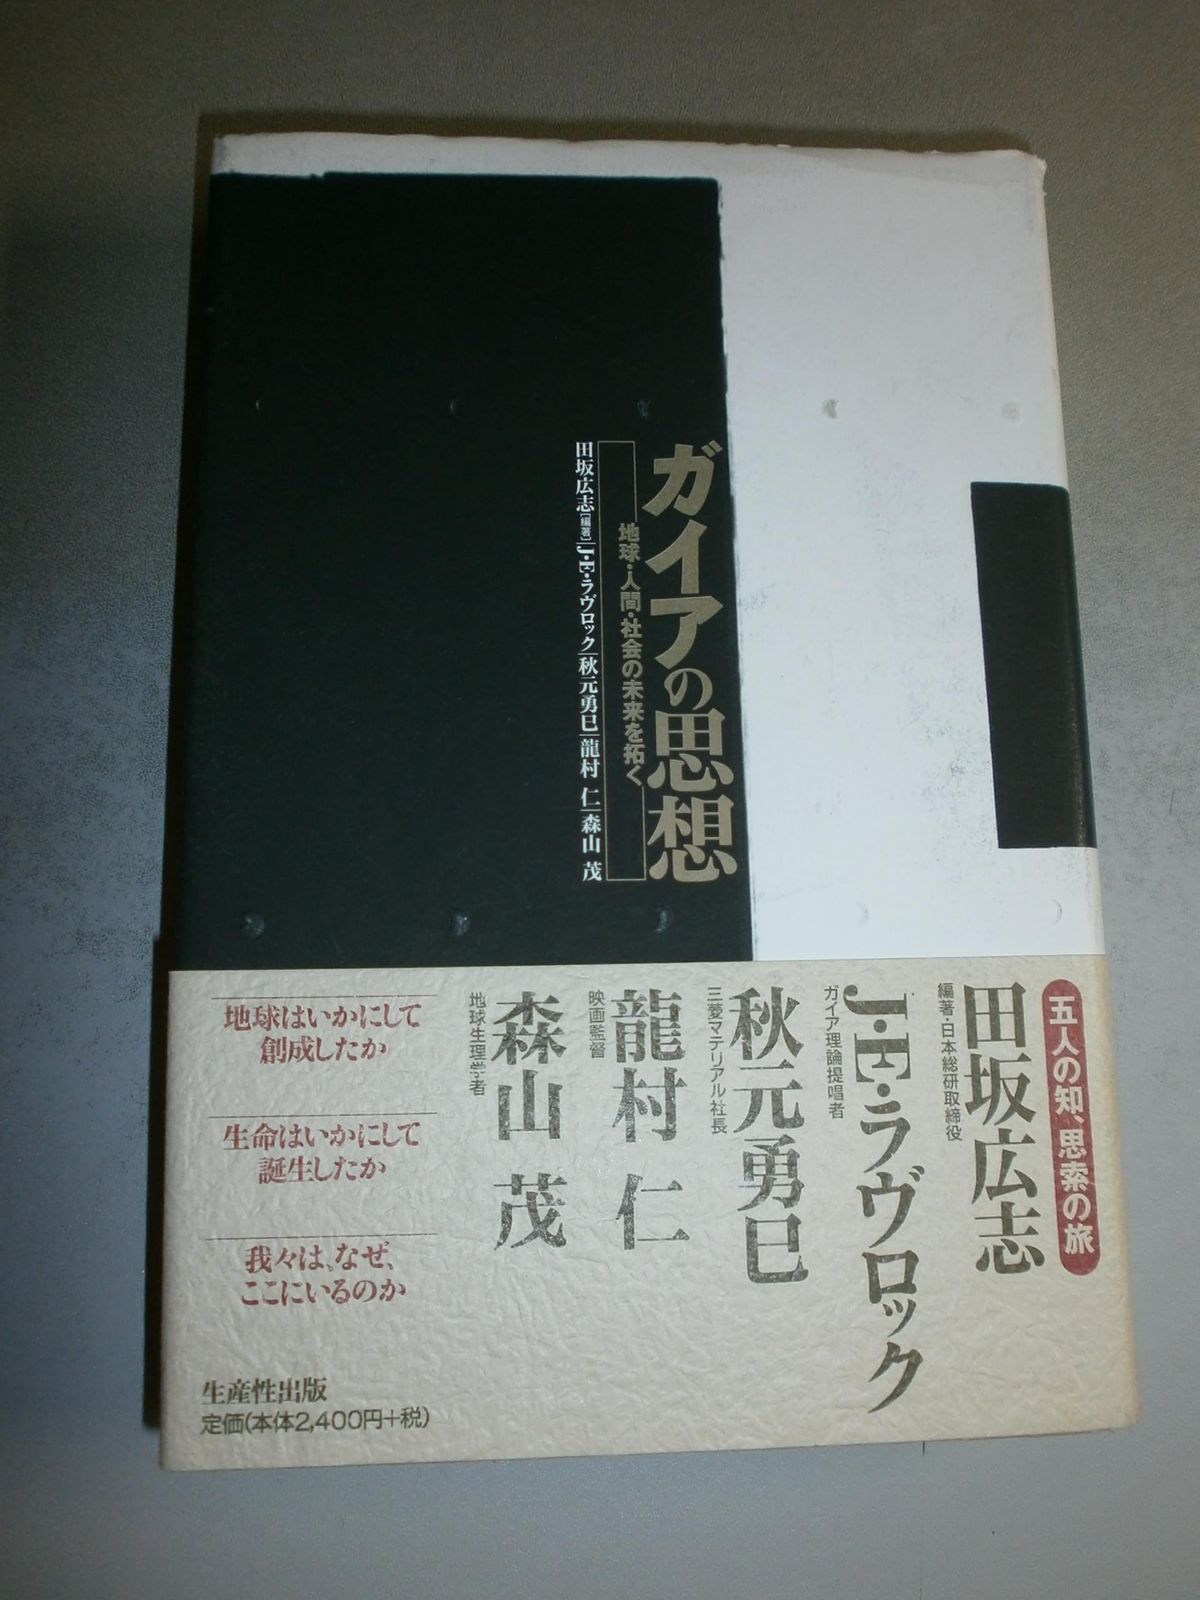 ガイアの思想
地球・人間・社会の未来を拓く
田坂広志[編著]|J・E・ラヴロック|秋元勇巳|龍村 仁|森山 茂
五人の知、思索の旅
田坂広志
編著・日本総研取締役
J・E・ラヴロック
ガイア理論提唱者
秋元勇巳
三菱マテリアル社長
龍村 仁
映画監督
森山 茂
地球生理学者
地球はいかにして
創成したか
生命はいかにして
誕生したか
我々は、なぜ、
ここにいるのか
生産性出版
定価(本体2,400円+税)